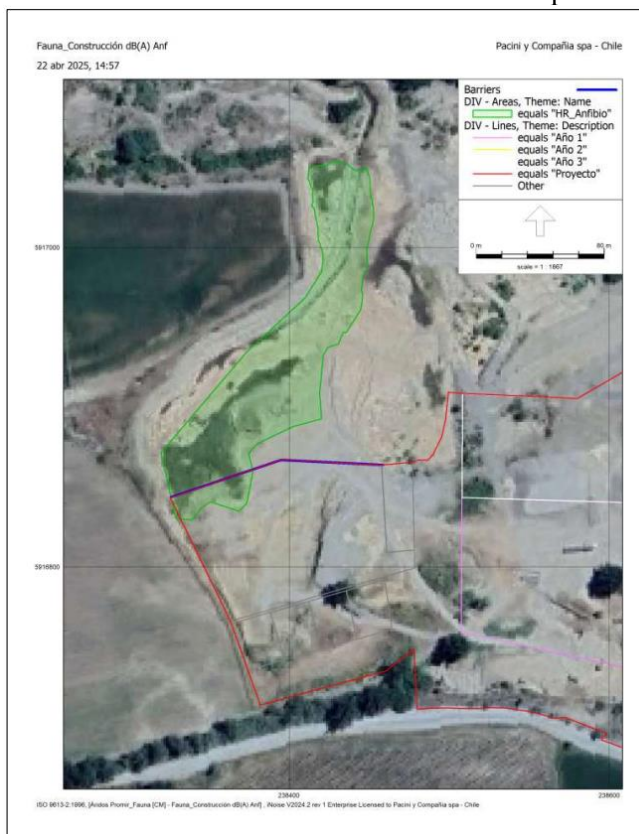 Fauna_Construcción dB(A) Anf
Pacini y Compañia spa - Chile
22 abr 2025, 14:57
Barriers
DIV - Areas, Theme: Name
equals "HR_Anfibio"
DIV - Lines, Theme: Description
equals "Año 1"
equals "Año 2"
equals "Año 3"
equals "Proyecto"
Other
0 m
80 m
scale = 1 : 1667
5917000
5916800
238400
238600
ISO 9613-2:1996, [Áridos Promir_Fauna [CM] - Fauna_Construcción dB(A) Anf] , iNoise V2024.2 rev 1 Enterprise Licensed to Pacini y Compañia spa - Chile